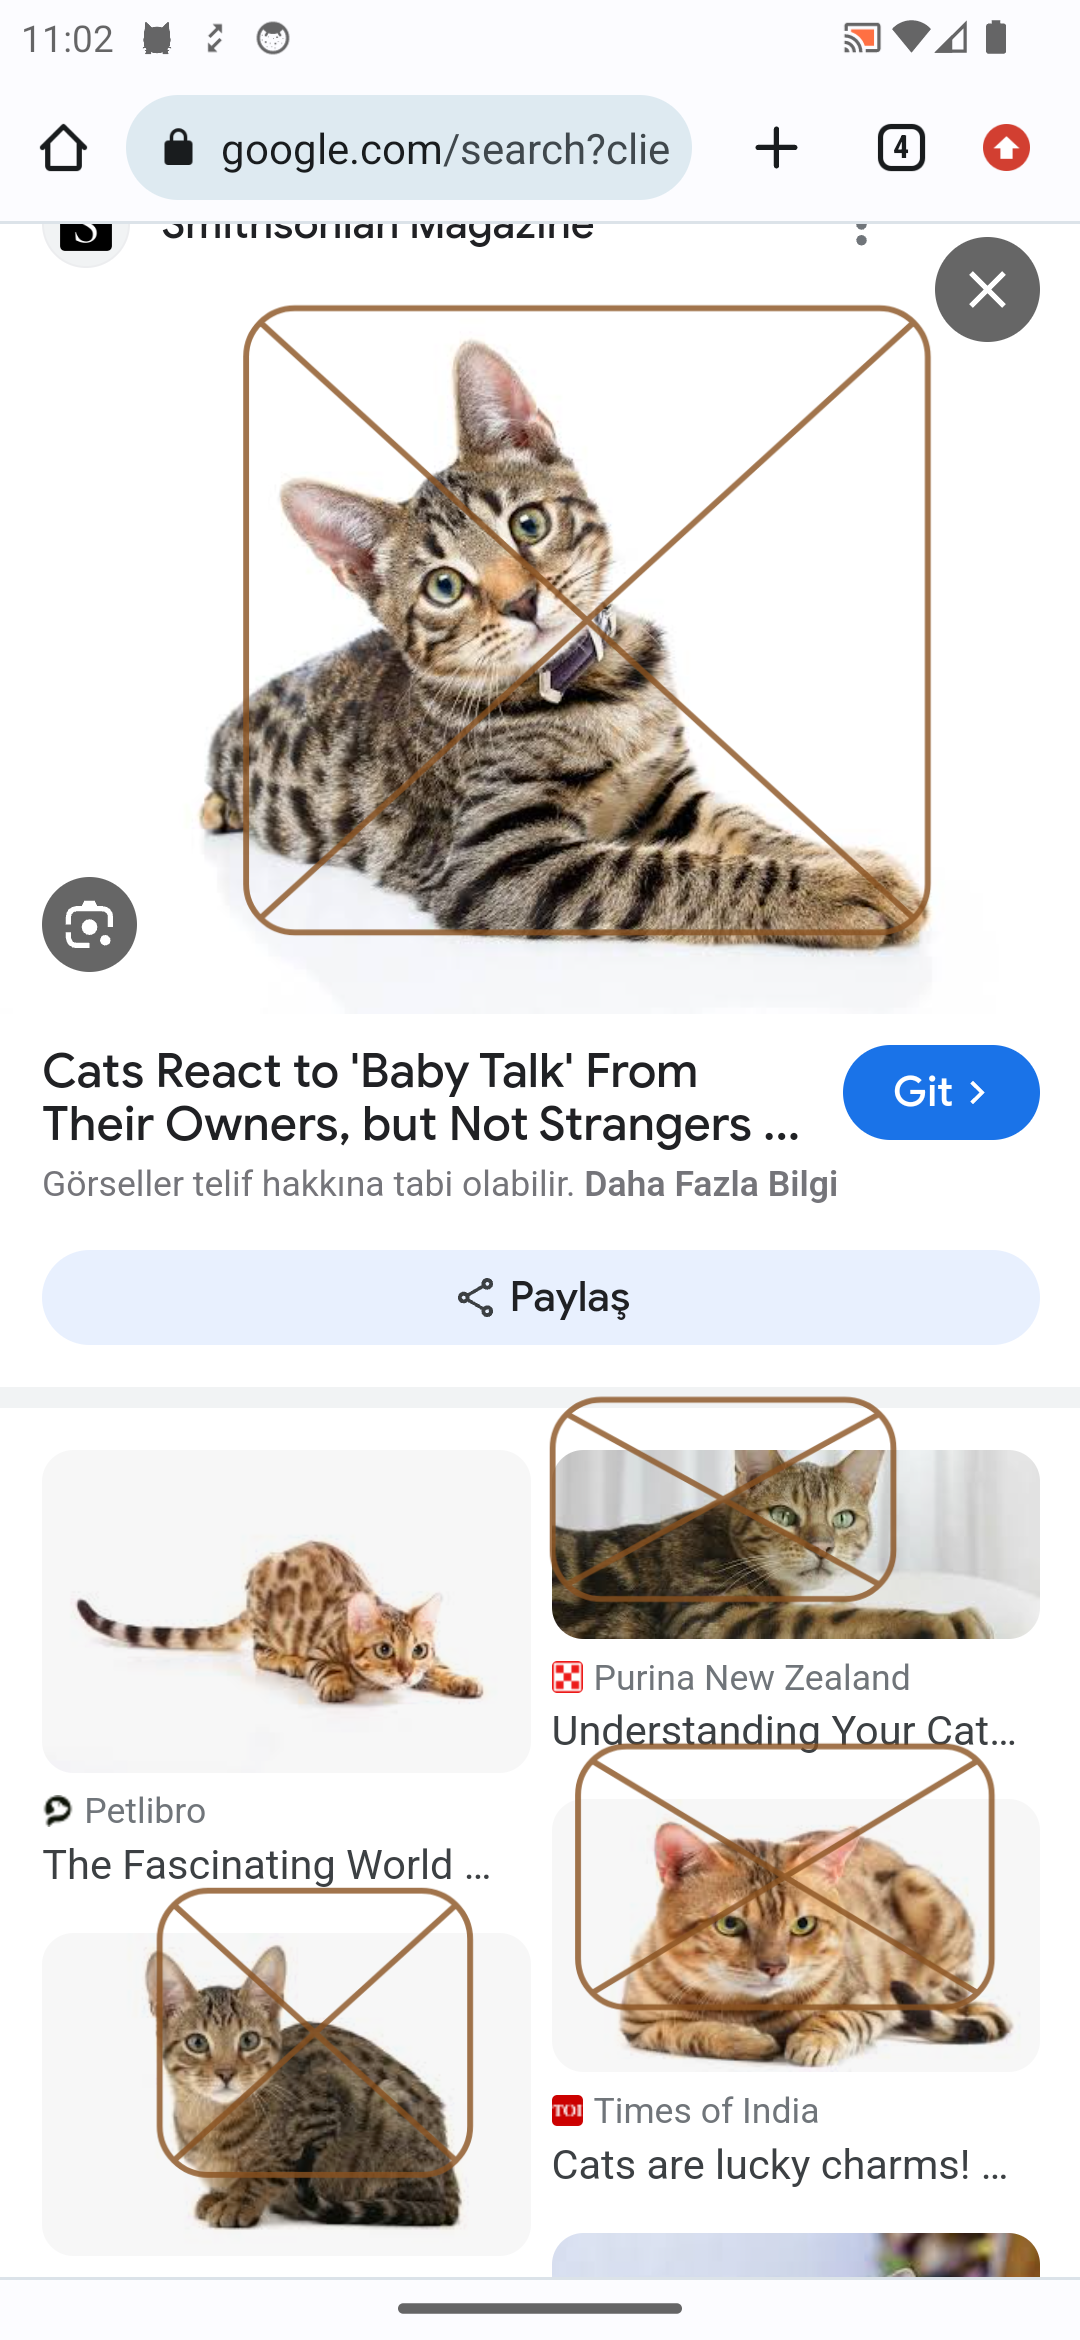 11:02
google.com/search?clie
4
Smithsonian Magazine
Cats React to 'Baby Talk' From
Their Owners, but Not Strangers ...
Git
Görseller telif hakkına tabi olabilir. Daha Fazla Bilgi
Paylaş
Purina New Zealand
Understanding Your Cat...
Petlibro
The Fascinating World ...
TOI
Times of India
Cats are lucky charms! ...